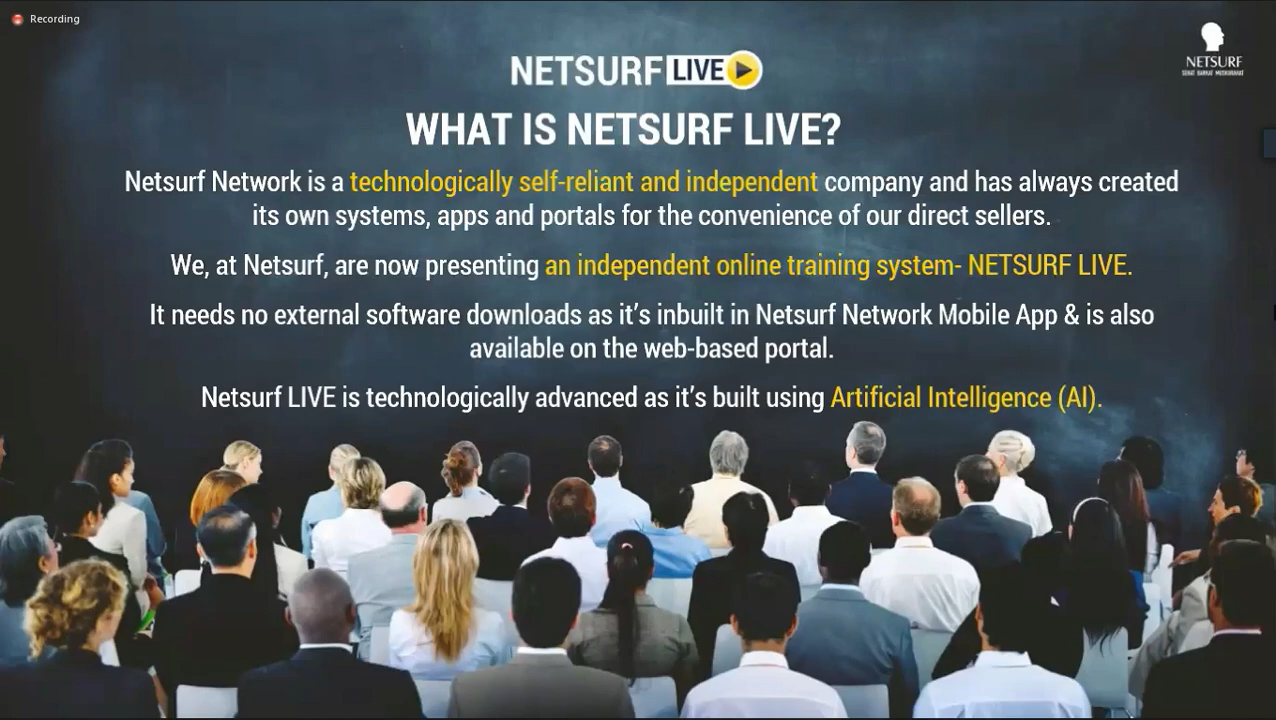 Recording
NETSURF LIVE
NETSURF
SEHAT BARKAT MUSKURAHAT
WHAT IS NETSURF LIVE?
Netsurf Network is a technologically self-reliant and independent company and has always created
its own systems, apps and portals for the convenience of our direct sellers.
We, at Netsurf, are now presenting an independent online training system- NETSURF LIVE.
It needs no external software downloads as it’s inbuilt in Netsurf Network Mobile App & is also
available on the web-based portal.
Netsurf LIVE is technologically advanced as it’s built using Artificial Intelligence (AI).